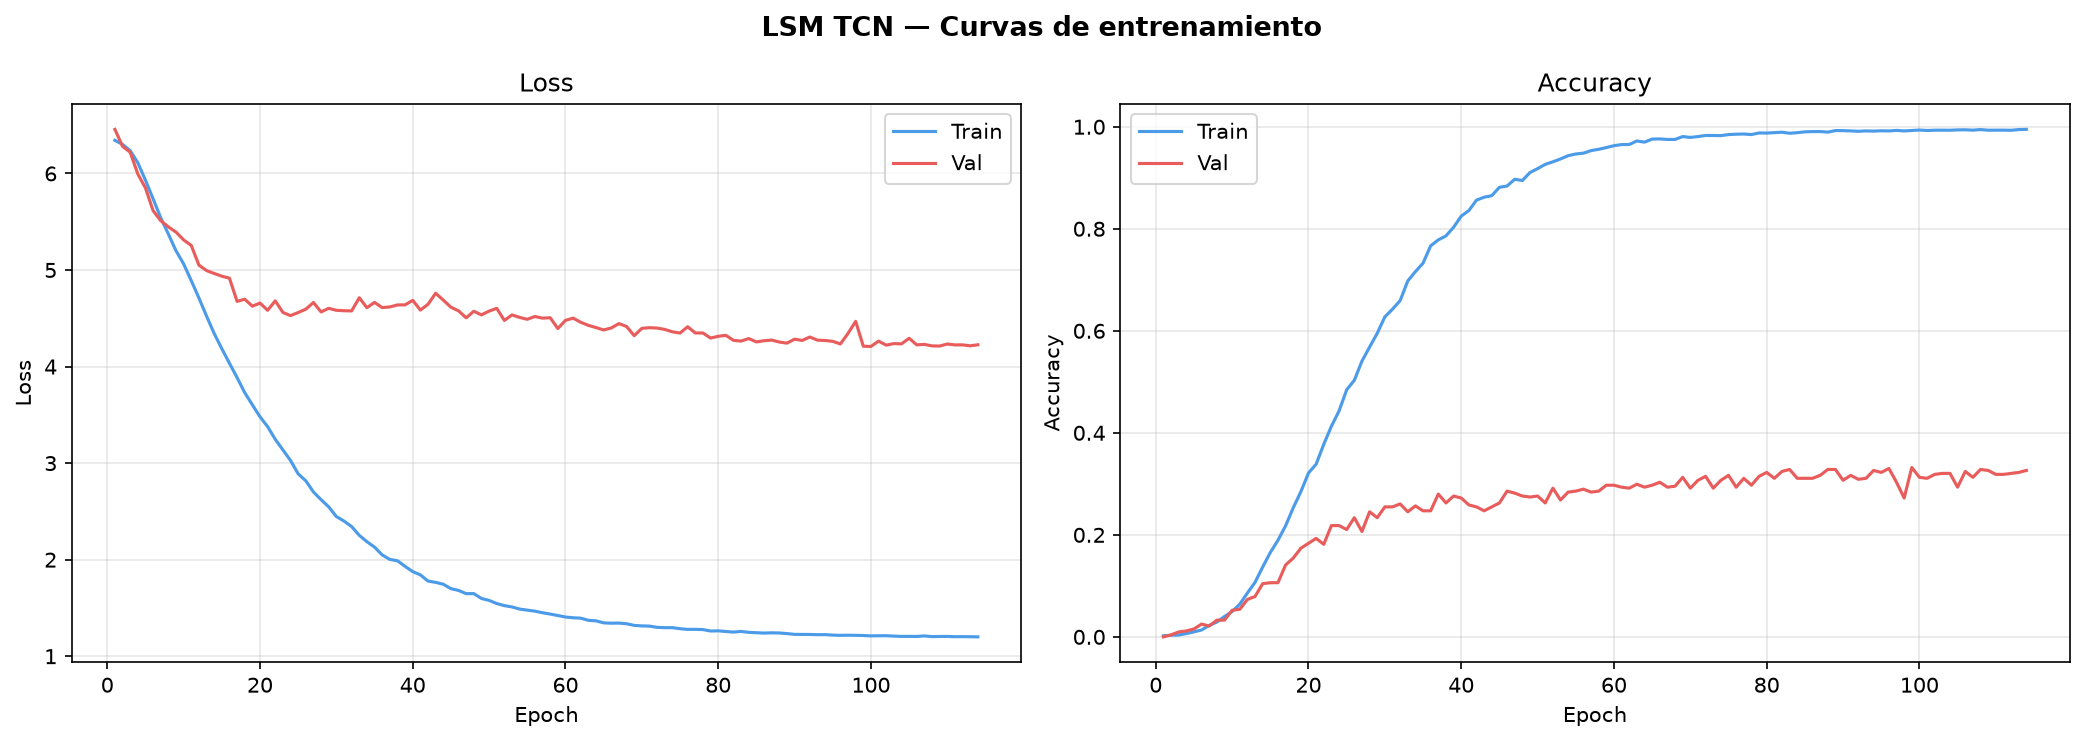 LSM TCN — Curvas de entrenamiento
Loss
Train
Val
6
5
4
3
2
1
Loss
0 20 40 60 80 100
Epoch
Accuracy
Train
Val
1.0
0.8
0.6
0.4
0.2
0.0
Accuracy
0 20 40 60 80 100
Epoch